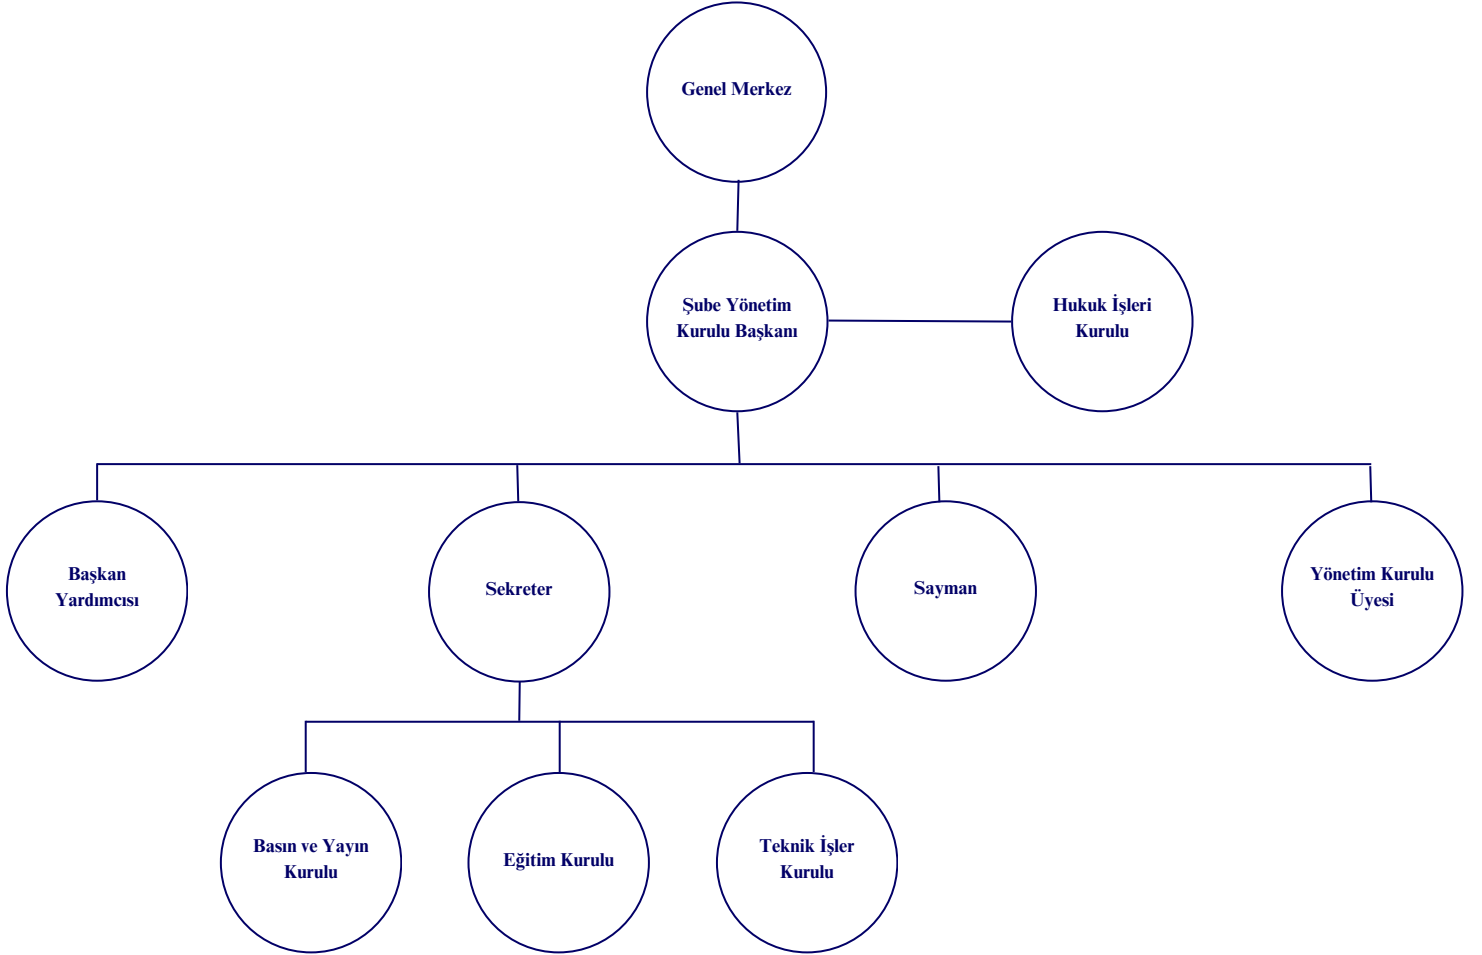 Genel Merkez
Şube Yönetim
Kurulu Başkanı
Hukuk İşleri
Kurulu
Başkan
Yardımcısı
Sekreter
Sayman
Yönetim Kurulu
Üyesi
Basın ve Yayın
Kurulu
Eğitim Kurulu
Teknik İşler
Kurulu